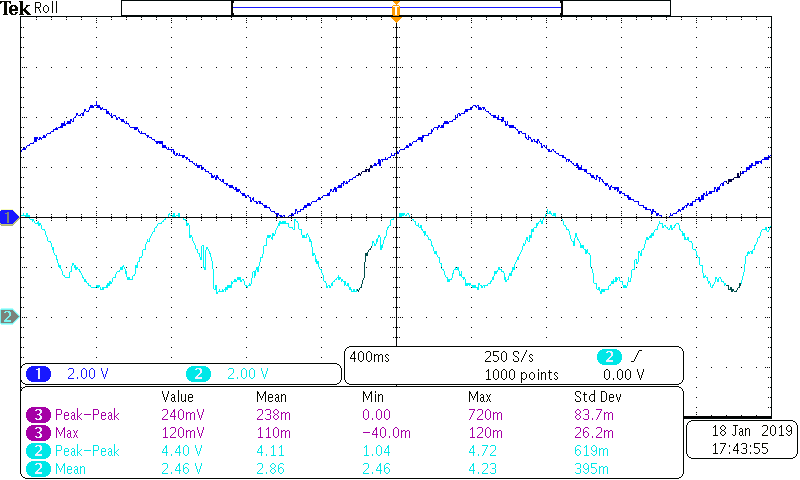 Tek Roll
T
1
2
1 2.00 V 2 2.00 V
400ms 250 S/s 2
1000 points 0.00 V
Value Mean Min Max Std Dev
3 Peak-Peak 240mV 238m 0.00 720m 83.7m
3 Max 120mV 110m -40.0m 120m 26.2m
2 Peak-Peak 4.40 V 4.11 1.04 4.72 619m
2 Mean 2.46 V 2.86 2.46 4.23 395m
18 Jan 2019
17:43:55